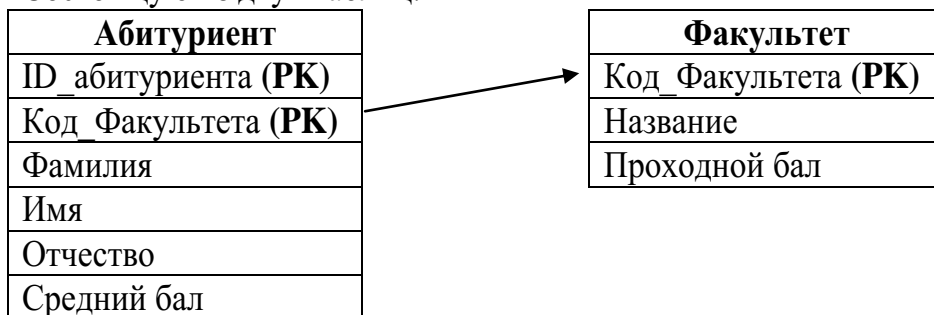 Абитуриент
ID_абитуриента (PK)
Код_Факультета (PK)
Фамилия
Имя
Отчество
Средний бал
Факультет
Код_Факультета (PK)
Название
Проходной бал